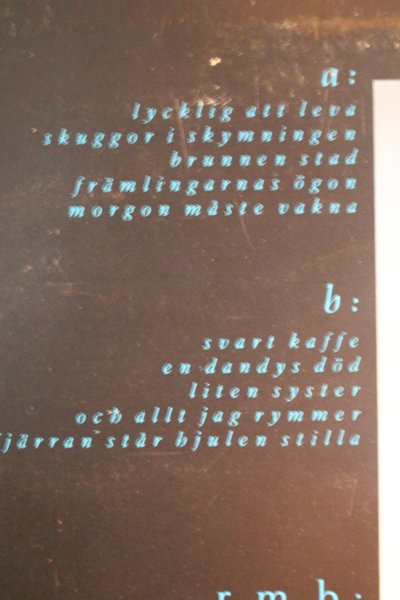 a:
lycklig att leva
skuggor i skymningen
brunnen stad
främlingarnas ögon
morgon måste vakna
b:
svart kaffe
en dandys död
liten syster
och allt jag rymmer
står hjulen stilla
r m b: